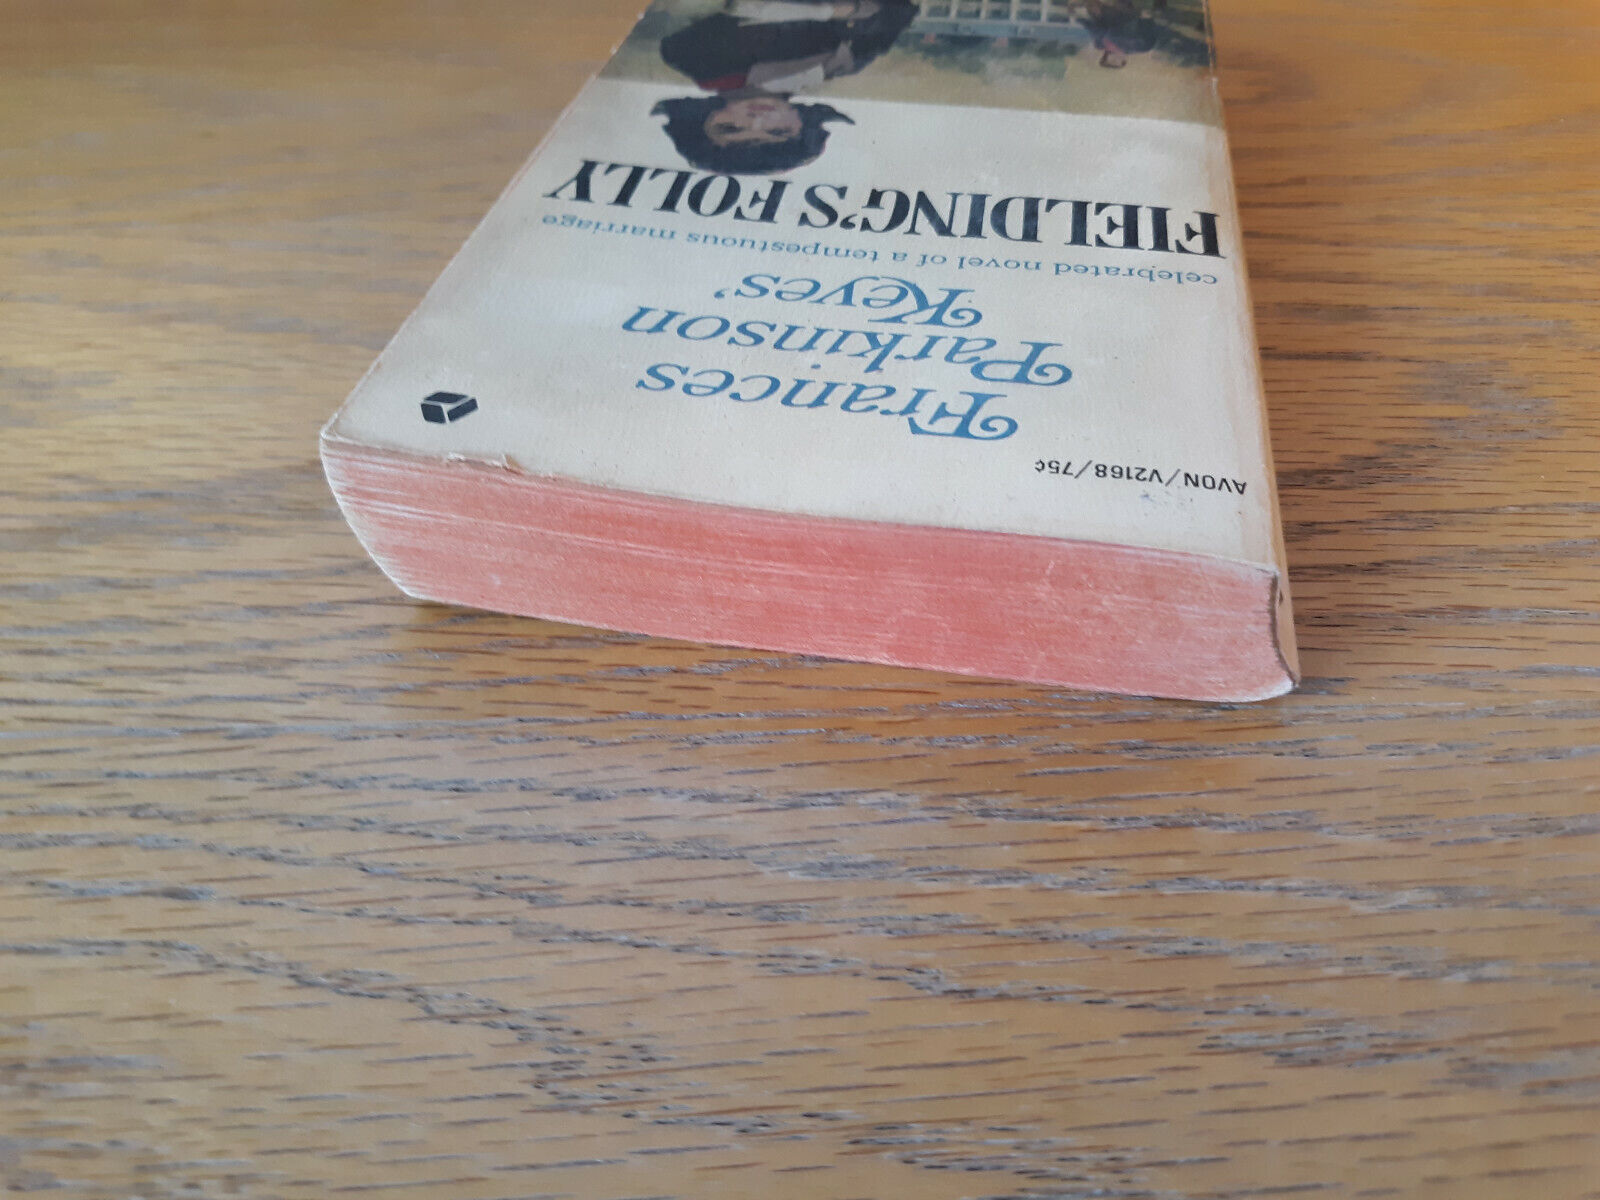 AVON/V2168/75¢
Frances
Parkinson
Keyes'
celebrated novel of a tempestuous marriage
FIELDING'S FOLLY